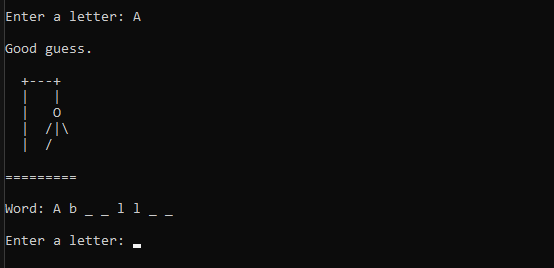 Enter a letter: A
Good guess.
+---+
|   |
|   O
|  /|\
|  /
=========
Word: A b _ _ l l _ _
Enter a letter: _